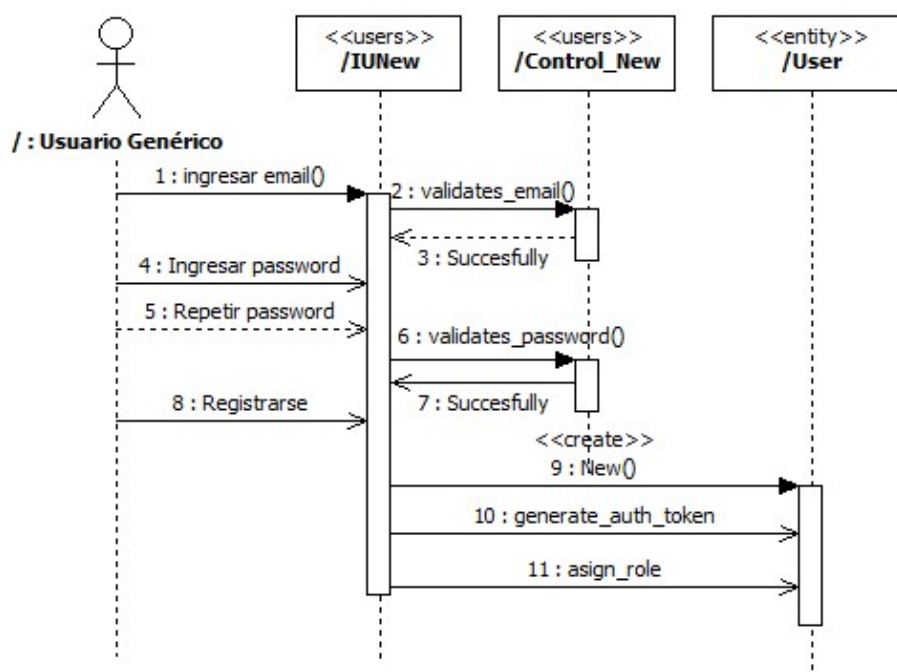 <<users>>
/IUNew
<<users>>
/Control_New
<<entity>>
/User
/ : Usuario Genérico
1 : ingresar email()
2 : validates_email()
3 : Succesfully
4 : Ingresar password
5 : Repetir password
6 : validates_password()
7 : Succesfully
8 : Registrarse
<<create>>
9 : New()
10 : generate_auth_token
11 : asign_role